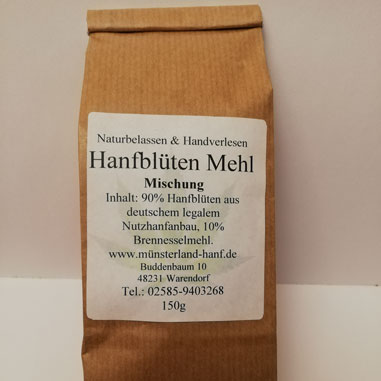 Naturbelassen & Handverlesen
Hanfblüten Mehl
Mischung
Inhalt: 90% Hanfblüten aus
deutschem legalem
Nutzhanfanbau, 10%
Brennesselmehl.
www.münsterland-hanf.de
Buddenbaum 10
48231 Warendorf
Tel.: 02585-9403268
150g